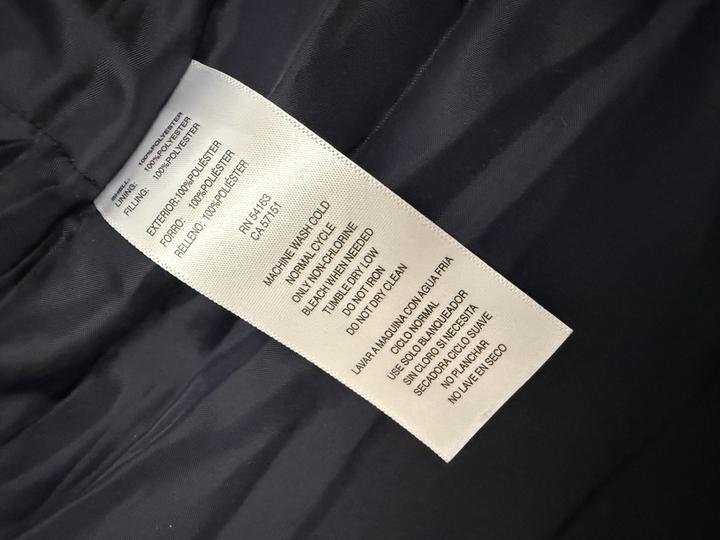 SHELL: 100%POLYESTER
LINING: 100%POLYESTER
FILLING: 100%POLYESTER
EXTERIOR:100%POLIÉSTER
FORRO: 100%POLIÉSTER
RELLENO: 100%POLIÉSTER
RN 54163
CA 57151
MACHINE WASH COLD
NORMAL CYCLE
ONLY NON-CHLORINE
BLEACH WHEN NEEDED
TUMBLE DRY LOW
DO NOT IRON
DO NOT DRY CLEAN
LAVAR A MAQUINA CON AGUA FRIA
CICLO NORMAL
USE SOLO BLANQUEADOR
SIN CLORO SI NECESITA
SECADORA CICLO SUAVE
NO PLANCHAR
NO LAVE EN SECO